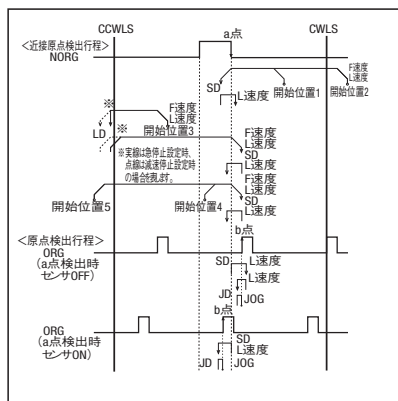 CCWLS
a点
CWLS
<近接原点検出行程>
NORG
F速度
L速度
SD
L速度
開始位置1
開始位置2
※
F速度
L速度
LD
※
開始位置3
F速度
L速度
SD
L速度
※実線は急停止設定時、
点線は減速停止設定時
の場合を表します。
F速度
L速度
SD
L速度
開始位置5
開始位置4
<原点検出行程>
b点
ORG
(a点検出時
センサOFF)
SD
L速度
L速度
JD
JOG
b点
ORG
(a点検出時
センサON)
SD
L速度
JD
JOG